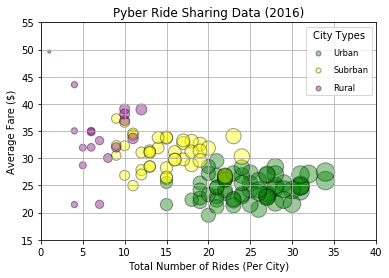 Pyber Ride Sharing Data (2016)
City Types
Urban
Subrban
Rural
Average Fare ($)
55
50
45
40
35
30
25
20
15
0 5 10 15 20 25 30 35 40
Total Number of Rides (Per City)